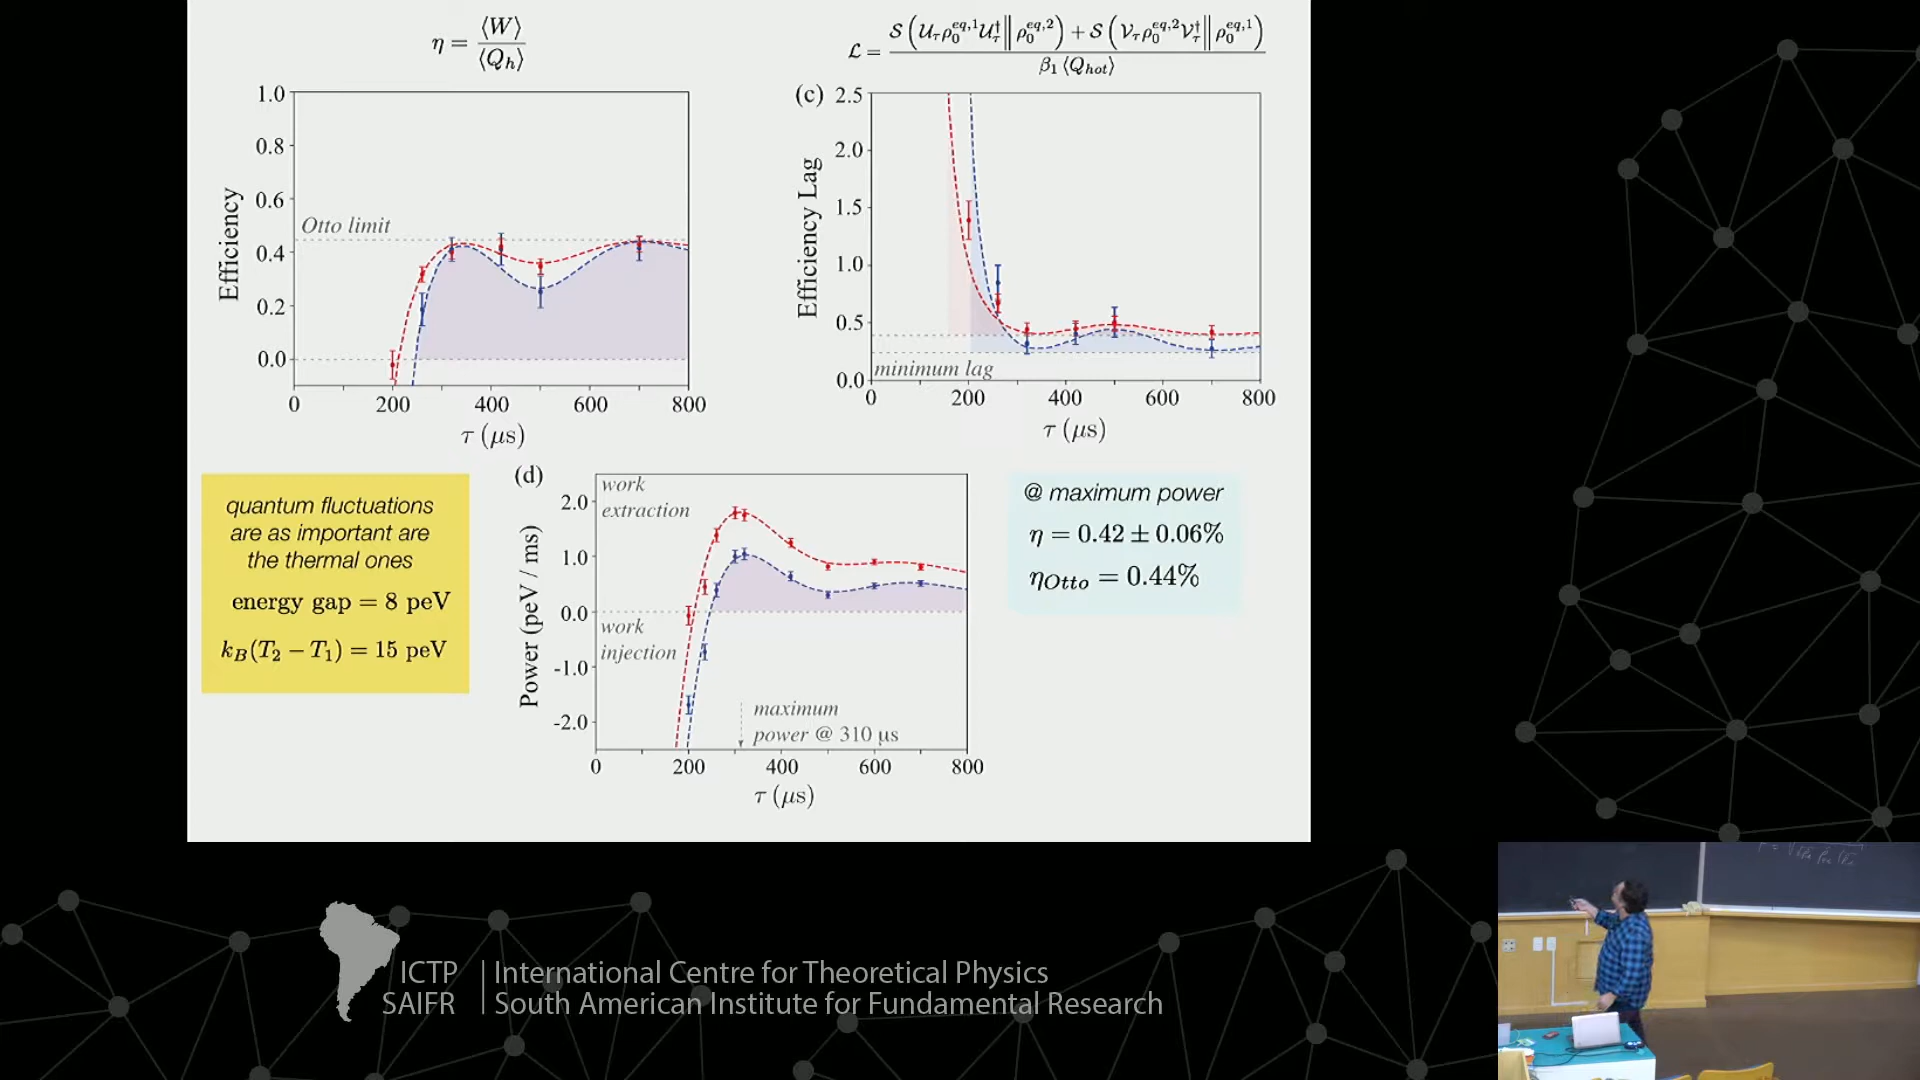 η = ⟨W⟩ / ⟨Q_h⟩
𝓛 = 𝒮(𝒰_τ ρ_0^{eq,1} 𝒰_τ^† ‖ ρ_0^{eq,2}) + 𝒮(𝒱_τ ρ_0^{eq,2} 𝒱_τ^† ‖ ρ_0^{eq,1}) / β_1 ⟨Q_hot⟩
1.0
0.8
0.6
0.4
0.2
0.0
Efficiency
Otto limit
0 200 400 600 800
τ (μs)
(c)
2.5
2.0
1.5
1.0
0.5
0.0
Efficiency Lag
minimum lag
0 200 400 600 800
τ (μs)
quantum fluctuations
are as important are
the thermal ones
energy gap = 8 peV
k_B(T_2 − T_1) = 15 peV
(d)
2.0
1.0
0.0
-1.0
-2.0
Power (peV / ms)
work
extraction
work
injection
maximum
power @ 310 μs
0 200 400 600 800
τ (μs)
@ maximum power
η = 0.42 ± 0.06%
η_Otto = 0.44%
ICTP
SAIFR
International Centre for Theoretical Physics
South American Institute for Fundamental Research